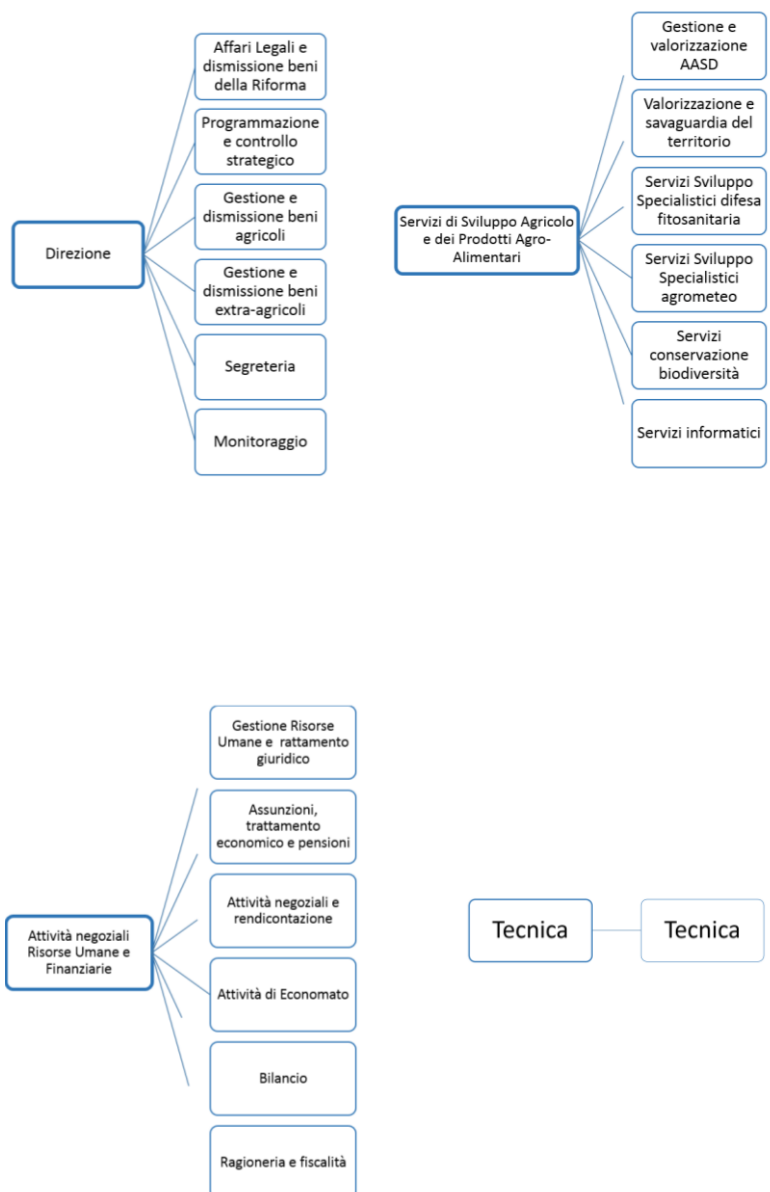 Affari Legali e
dismissione beni
della Riforma
Programmazione
e controllo
strategico
Gestione e
dismissione beni
agricoli
Direzione
Gestione e
dismissione beni
extra-agricoli
Segreteria
Monitoraggio
Gestione e
valorizzazione
AASD
Valorizzazione e
savaguardia del
territorio
Servizi Sviluppo
Specialistici difesa
fitosanitaria
Servizi di Sviluppo Agricolo
e dei Prodotti Agro-
Alimentari
Servizi Sviluppo
Specialistici
agrometeo
Servizi
conservazione
biodiversità
Servizi informatici
Gestione Risorse
Umane e rattamento
giuridico
Assunzioni,
trattamento
economico e pensioni
Attività negoziali e
rendicontazione
Attività negoziali
Risorse Umane e
Finanziarie
Attività di Economato
Bilancio
Ragioneria e fiscalità
Tecnica
Tecnica